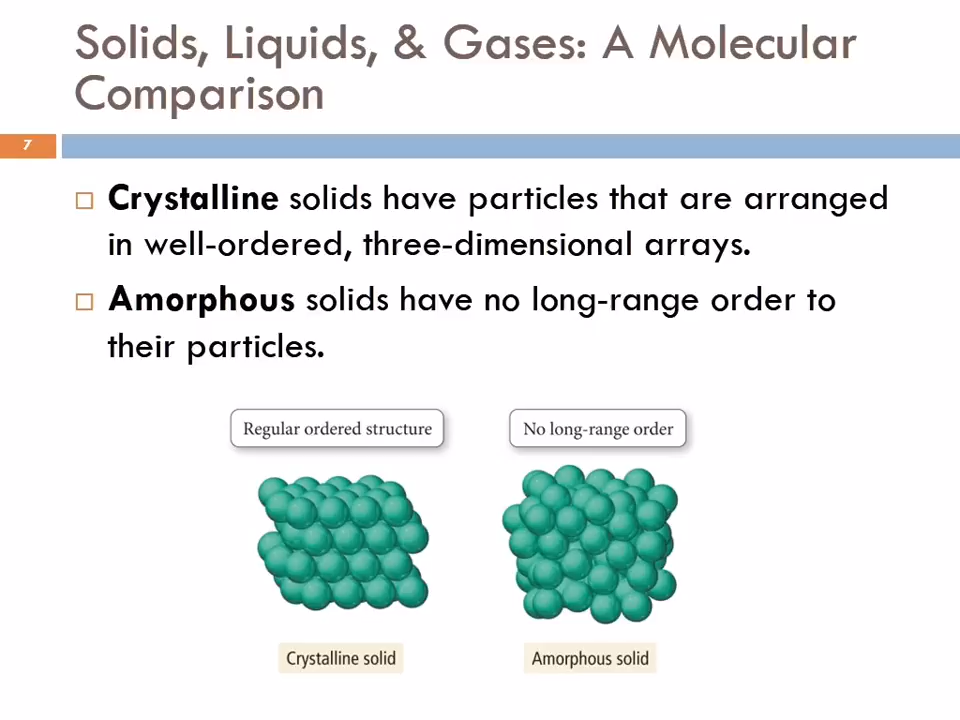 Solids, Liquids, & Gases: A Molecular
Comparison
7
Crystalline solids have particles that are arranged
in well-ordered, three-dimensional arrays.
Amorphous solids have no long-range order to
their particles.
Regular ordered structure
No long-range order
Crystalline solid
Amorphous solid